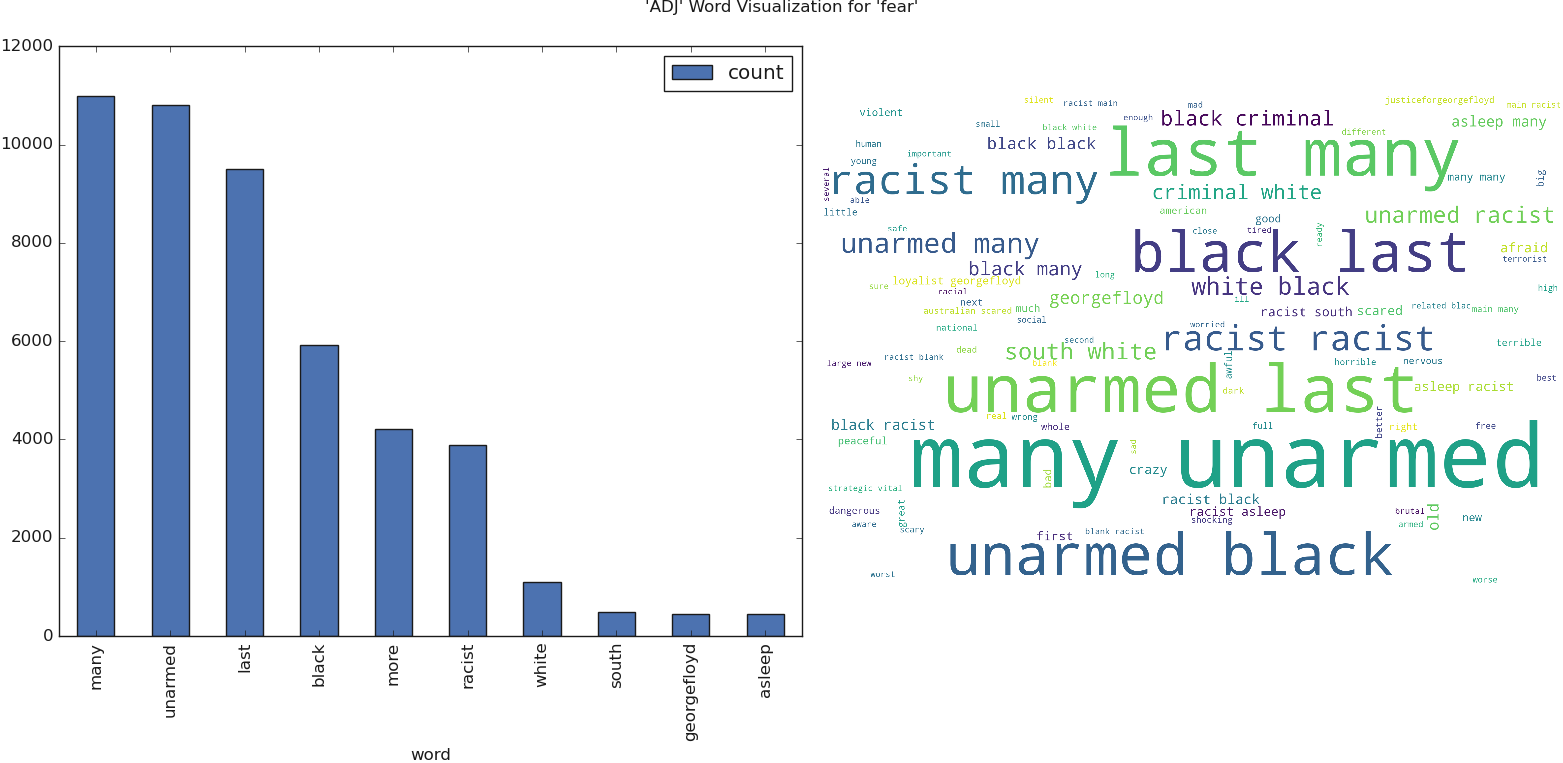 'ADJ' Word Visualization for 'fear'
12000
10000
8000
6000
4000
2000
0
count
many
unarmed
last
black
more
racist
white
south
georgefloyd
asleep
word
silent
racist main
mad
justiceforgeorgefloyd
main racist
violent
enough
black criminal
small
black white
different
asleep many
human
black black
last many
young
important
racist many
many many
big
several
able
criminal white
little
american
good
unarmed racist
safe
close
tired
ready
unarmed many
black last
afraid
terrorist
black many
long
loyalist georgefloyd
white black
sure
racial
high
next
much
georgefloyd
ill
australian scared
racist south
scared
related blac
main many
social
worried
national
second
racist racist
terrible
dead
south white
large new
racist blank
blank
awful
horrible
nervous
shy
unarmed last
dark
asleep racist
best
real
wrong
black racist
whole
full
better
right
free
peaceful
many unarmed
sad
crazy
bad
strategic vital
great
racist black
dangerous
racist asleep
brutal
old
new
aware
scary
shocking
armed
first
blank racist
unarmed black
worst
worse